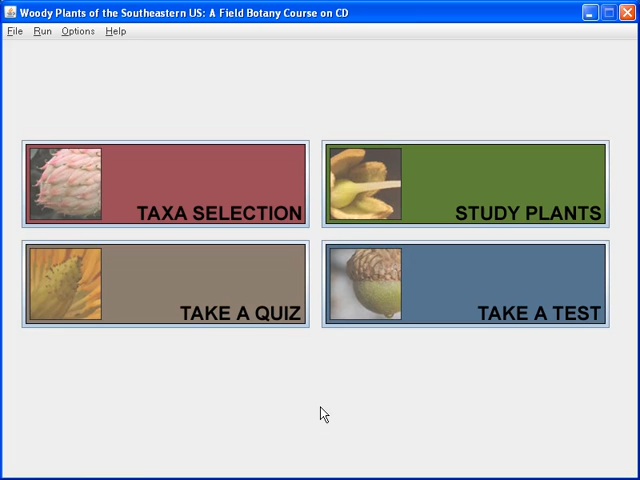 Woody Plants of the Southeastern US: A Field Botany Course on CD
File Run Options Help
TAXA SELECTION
STUDY PLANTS
TAKE A QUIZ
TAKE A TEST